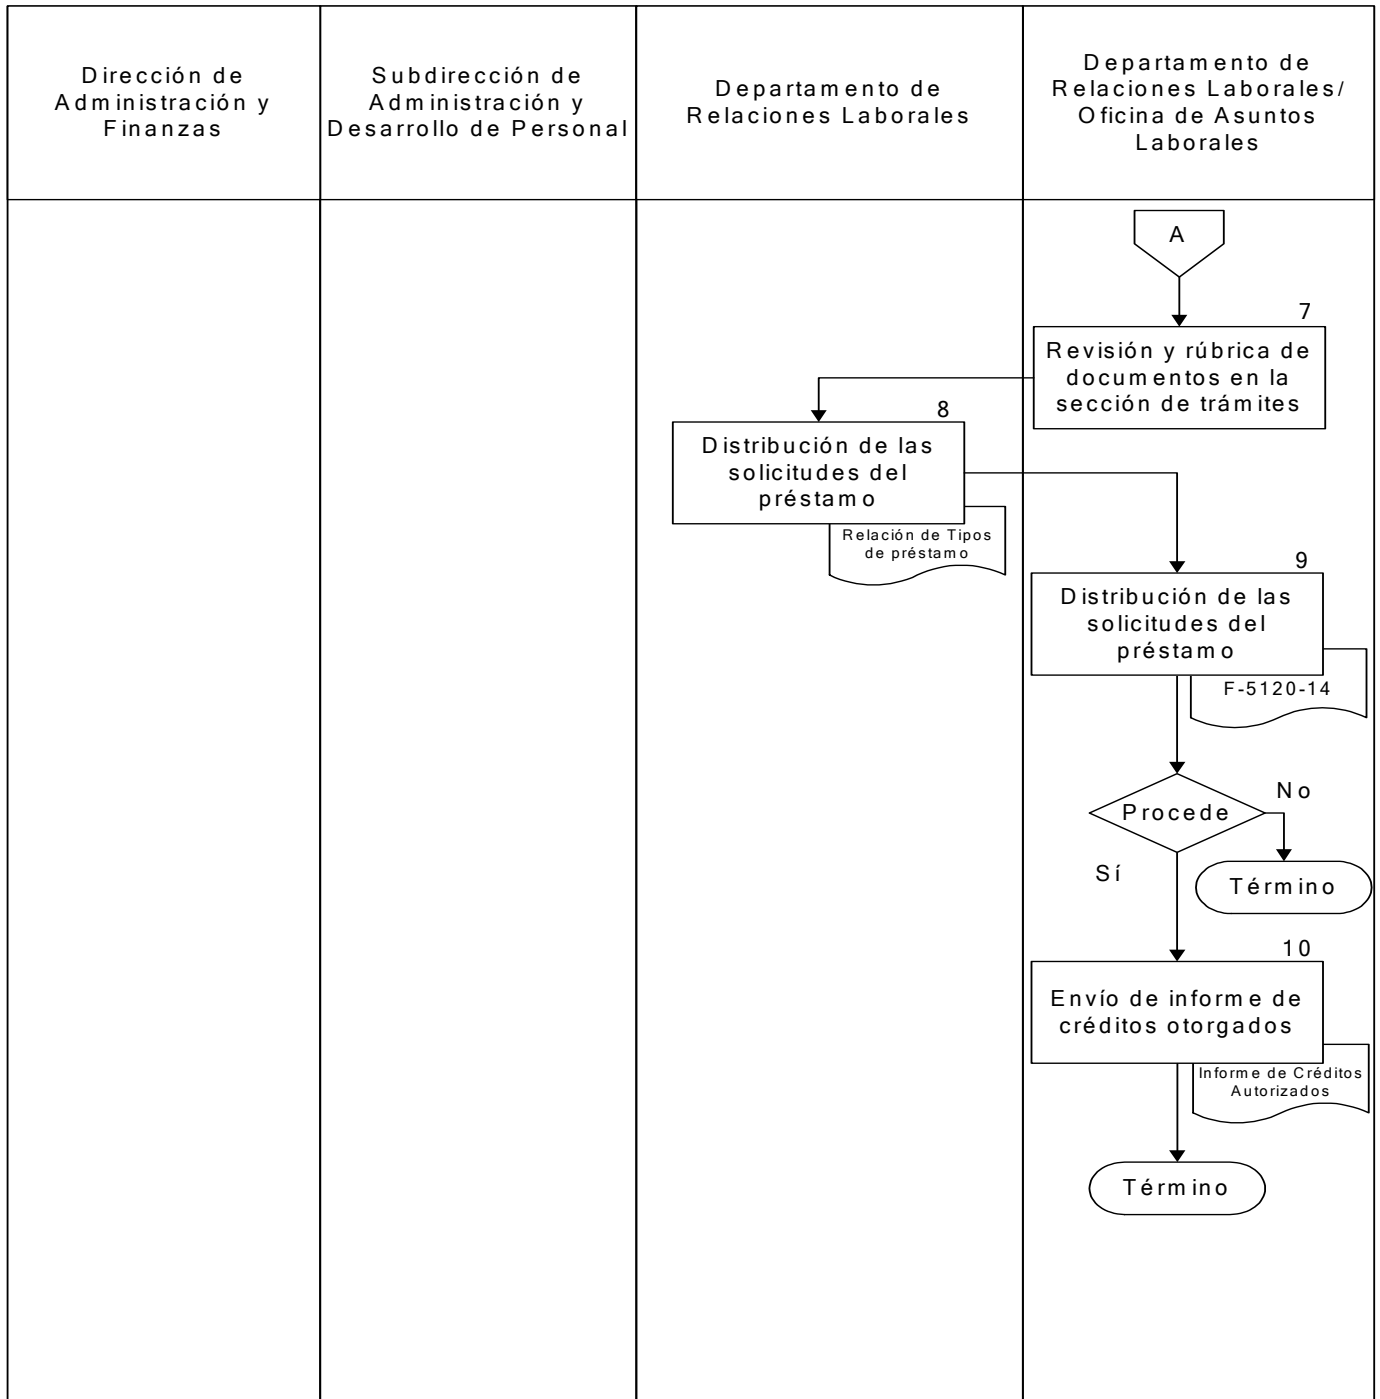 Dirección de
Administración y
Finanzas
Subdirección de
Administración y
Desarrollo de Personal
Departamento de
Relaciones Laborales
Departamento de
Relaciones Laborales/
Oficina de Asuntos
Laborales
A
7
Revisión y rúbrica de
documentos en la
sección de trámites
8
Distribución de las
solicitudes del
préstamo
Relación de Tipos
de préstamo
9
Distribución de las
solicitudes del
préstamo
F-5120-14
Procede
No
Sí
Término
10
Envío de informe de
créditos otorgados
Informe de Créditos
Autorizados
Término